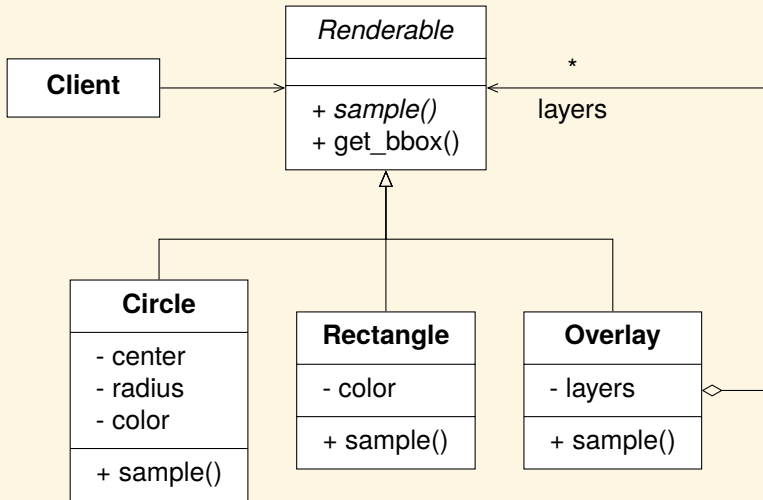 Renderable
Client
+ sample()
+ get_bbox()
*
layers
Circle
- center
- radius
- color
+ sample()
Rectangle
- color
+ sample()
Overlay
- layers
+ sample()